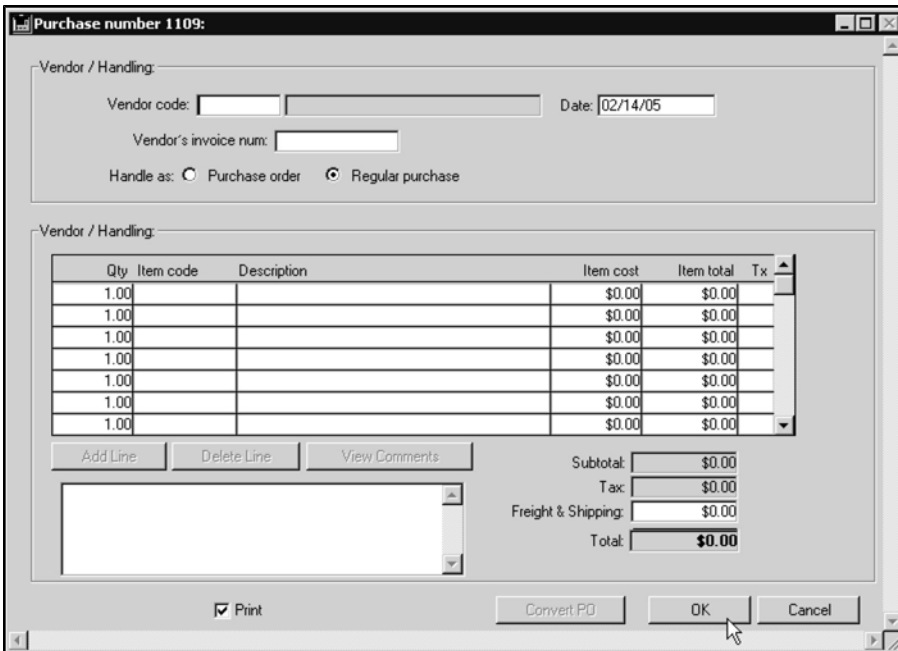 Purchase number 1109:
Vendor / Handling:
Vendor code: Date: 02/14/05
Vendor's invoice num:
Handle as: Purchase order Regular purchase
Vendor / Handling:
Qty Item code Description Item cost Item total Tx
1.00 $0.00 $0.00
1.00 $0.00 $0.00
1.00 $0.00 $0.00
1.00 $0.00 $0.00
1.00 $0.00 $0.00
1.00 $0.00 $0.00
1.00 $0.00 $0.00
Add Line Delete Line View Comments
Subtotal: $0.00
Tax: $0.00
Freight & Shipping: $0.00
Total: $0.00
Print Convert PO OK Cancel